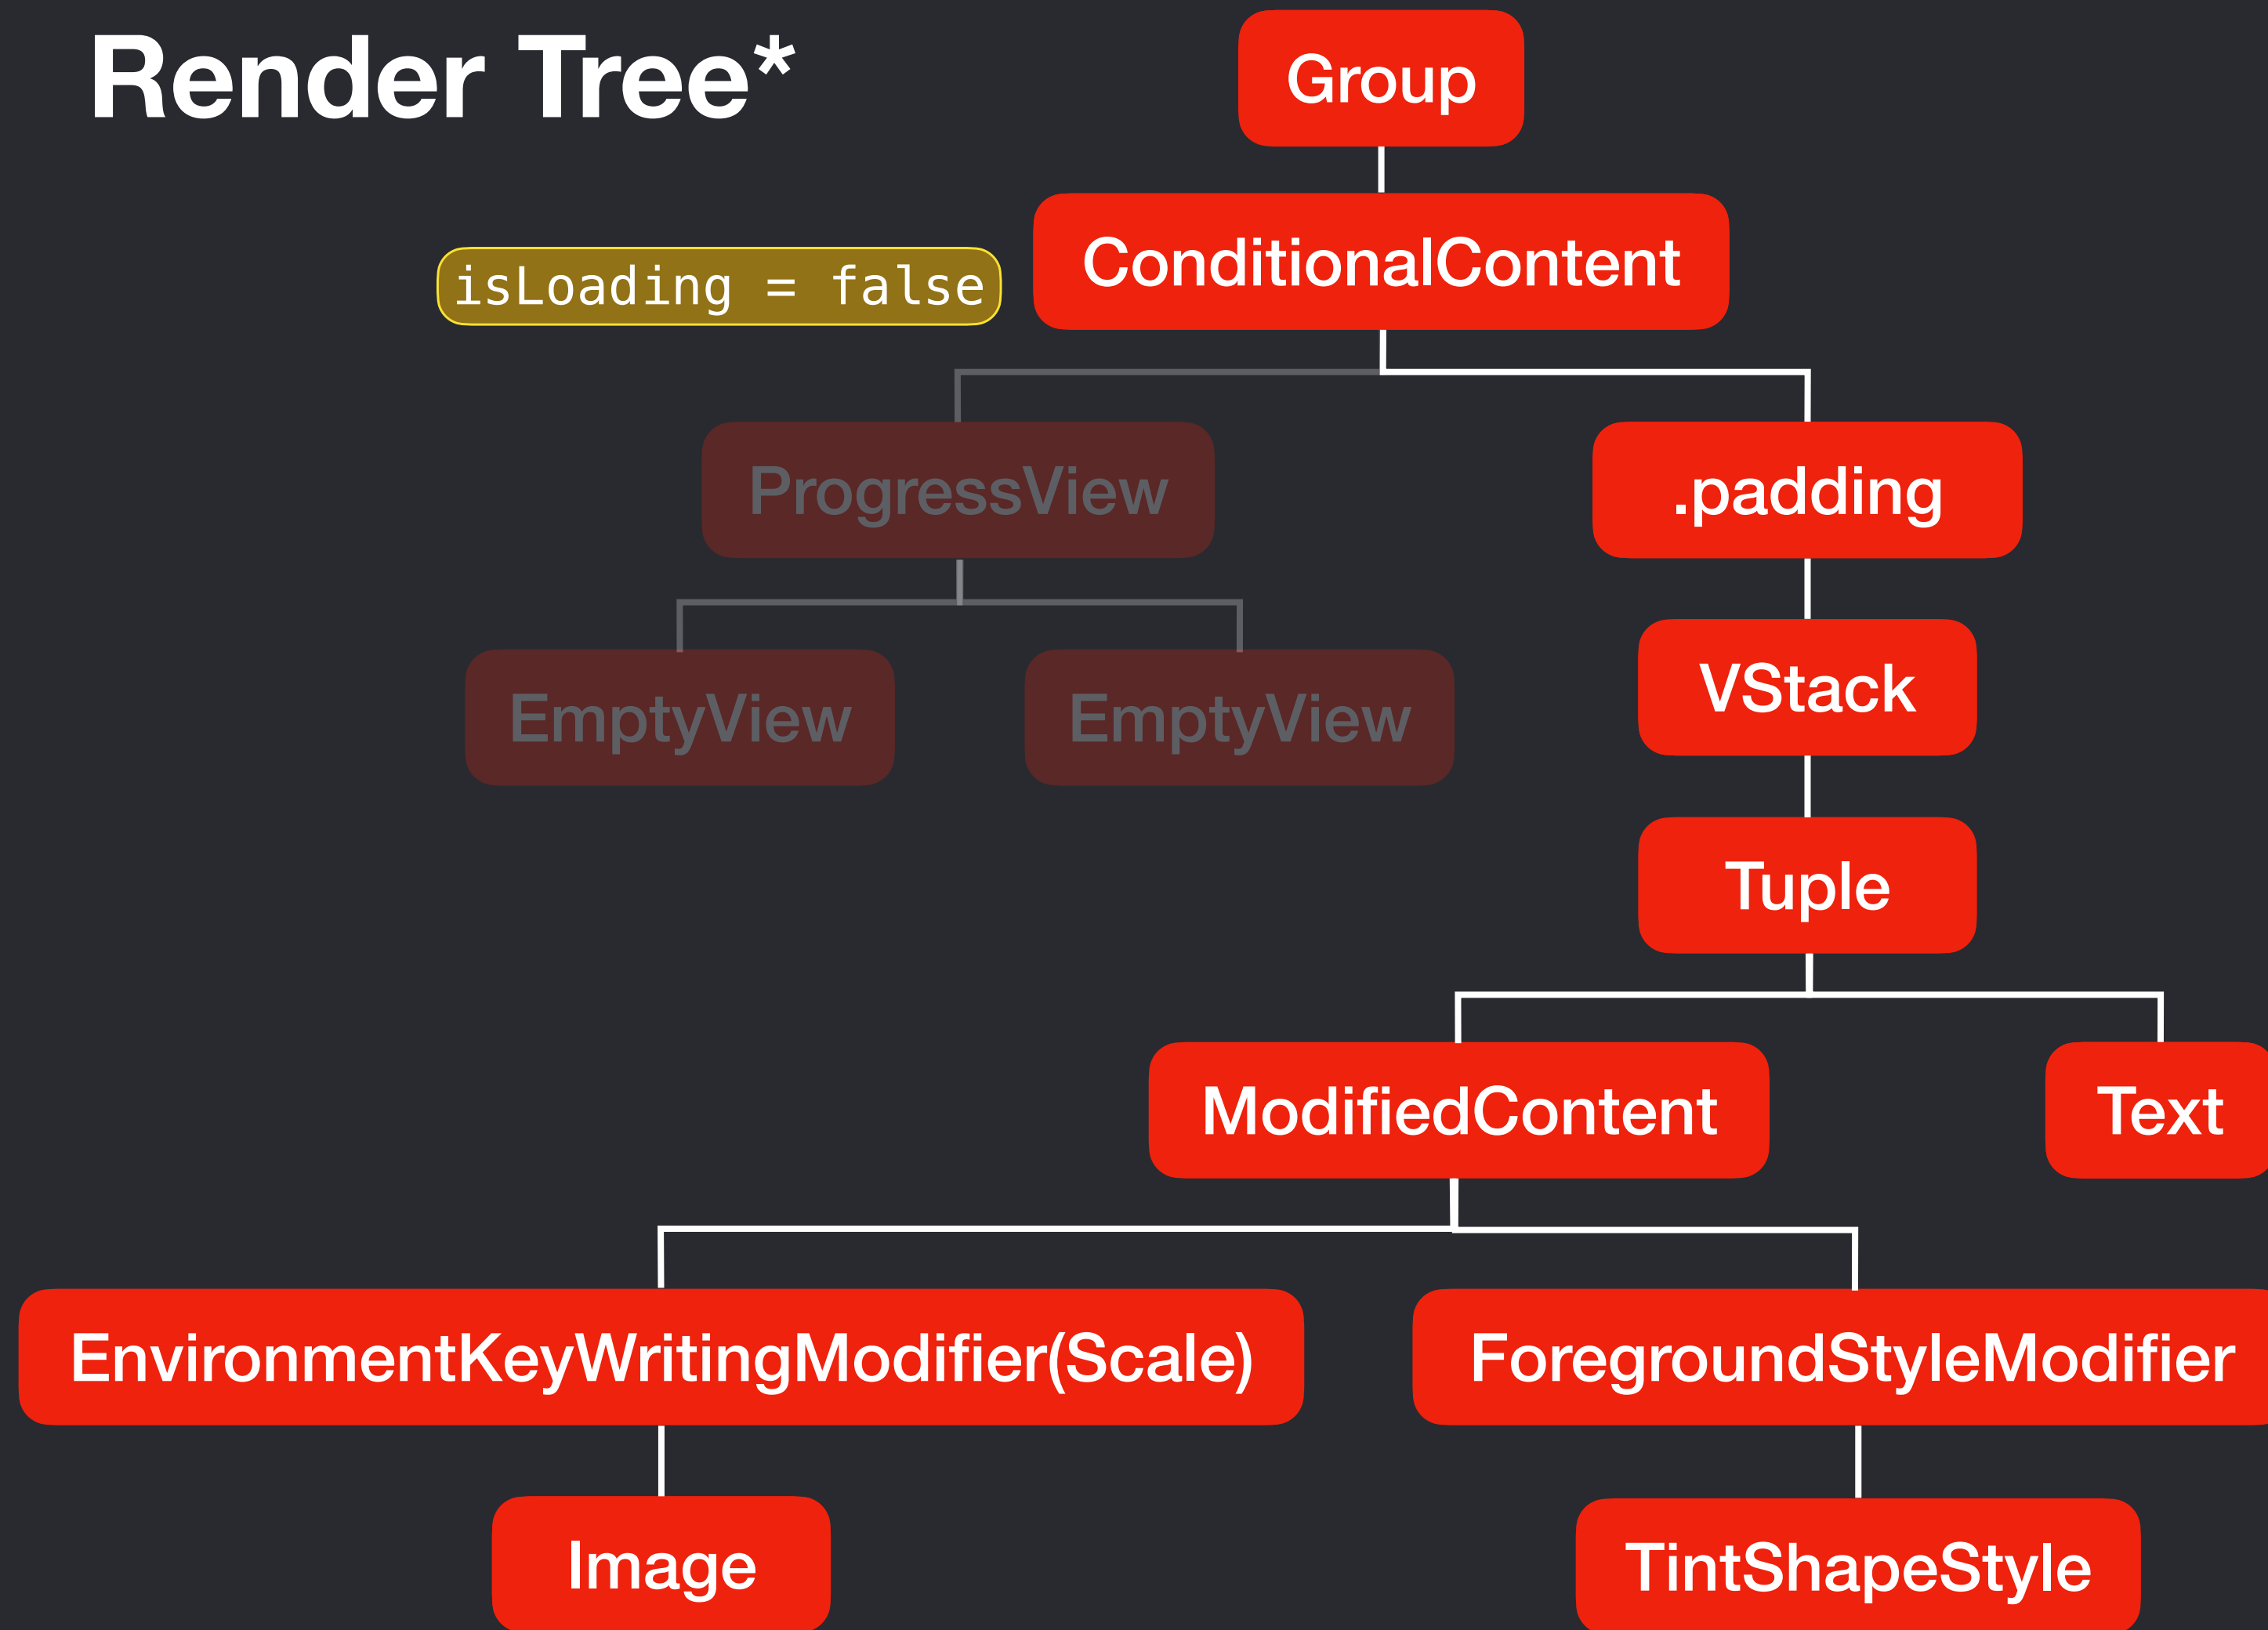 Render Tree*
Group
ConditionalContent
isLoading = false
ProgressView
.padding
EmptyView
EmptyView
VStack
Tuple
ModifiedContent
Text
EnvironmentKeyWritingModifier(Scale)
ForegroundStyleModifier
Image
TintShapeStyle